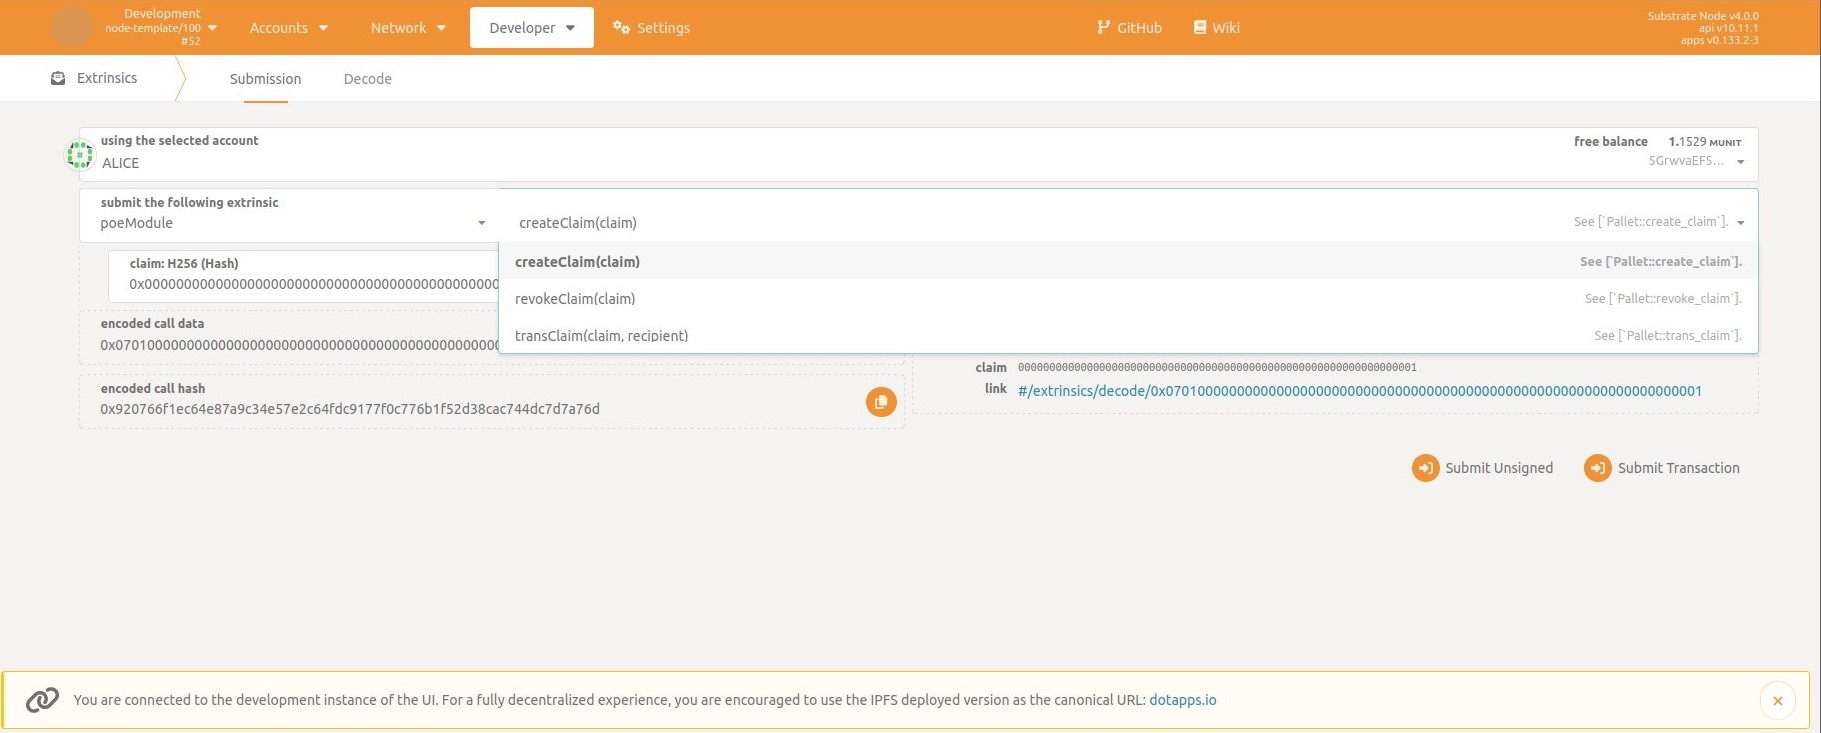 Development
node-template/100
#52
Accounts
Network
Developer
Settings
GitHub
Wiki
Substrate Node v4.0.0
api v10.11.1
apps v0.133.2-3
Extrinsics
Submission
Decode
using the selected account
ALICE
free balance 1.1529 MUNIT
5GrwvaEF5...
submit the following extrinsic
poeModule
createClaim(claim)
See [`Pallet::create_claim`].
createClaim(claim)
See [`Pallet::create_claim`].
revokeClaim(claim)
See [`Pallet::revoke_claim`].
transClaim(claim, recipient)
See [`Pallet::trans_claim`].
claim: H256 (Hash)
encoded call data
claim 0000000000000000000000000000000000000000000000000000000000000001
link #/extrinsics/decode/0x07010000000000000000000000000000000000000000000000000000000000000001
encoded call hash
0x920766f1ec64e87a9c34e57e2c64fdc9177f0c776b1f52d38cac744dc7d7a76d
Submit Unsigned
Submit Transaction
You are connected to the development instance of the UI. For a fully decentralized experience, you are encouraged to use the IPFS deployed version as the canonical URL: dotapps.io